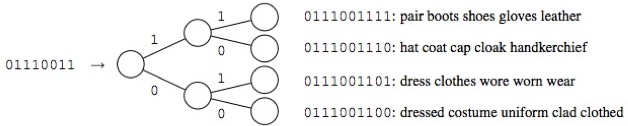 1 0111001111: pair boots shoes gloves leather
1
0 0111001110: hat coat cap cloak handkerchief
01110011 →
1 0111001101: dress clothes wore worn wear
0
0 0111001100: dressed costume uniform clad clothed